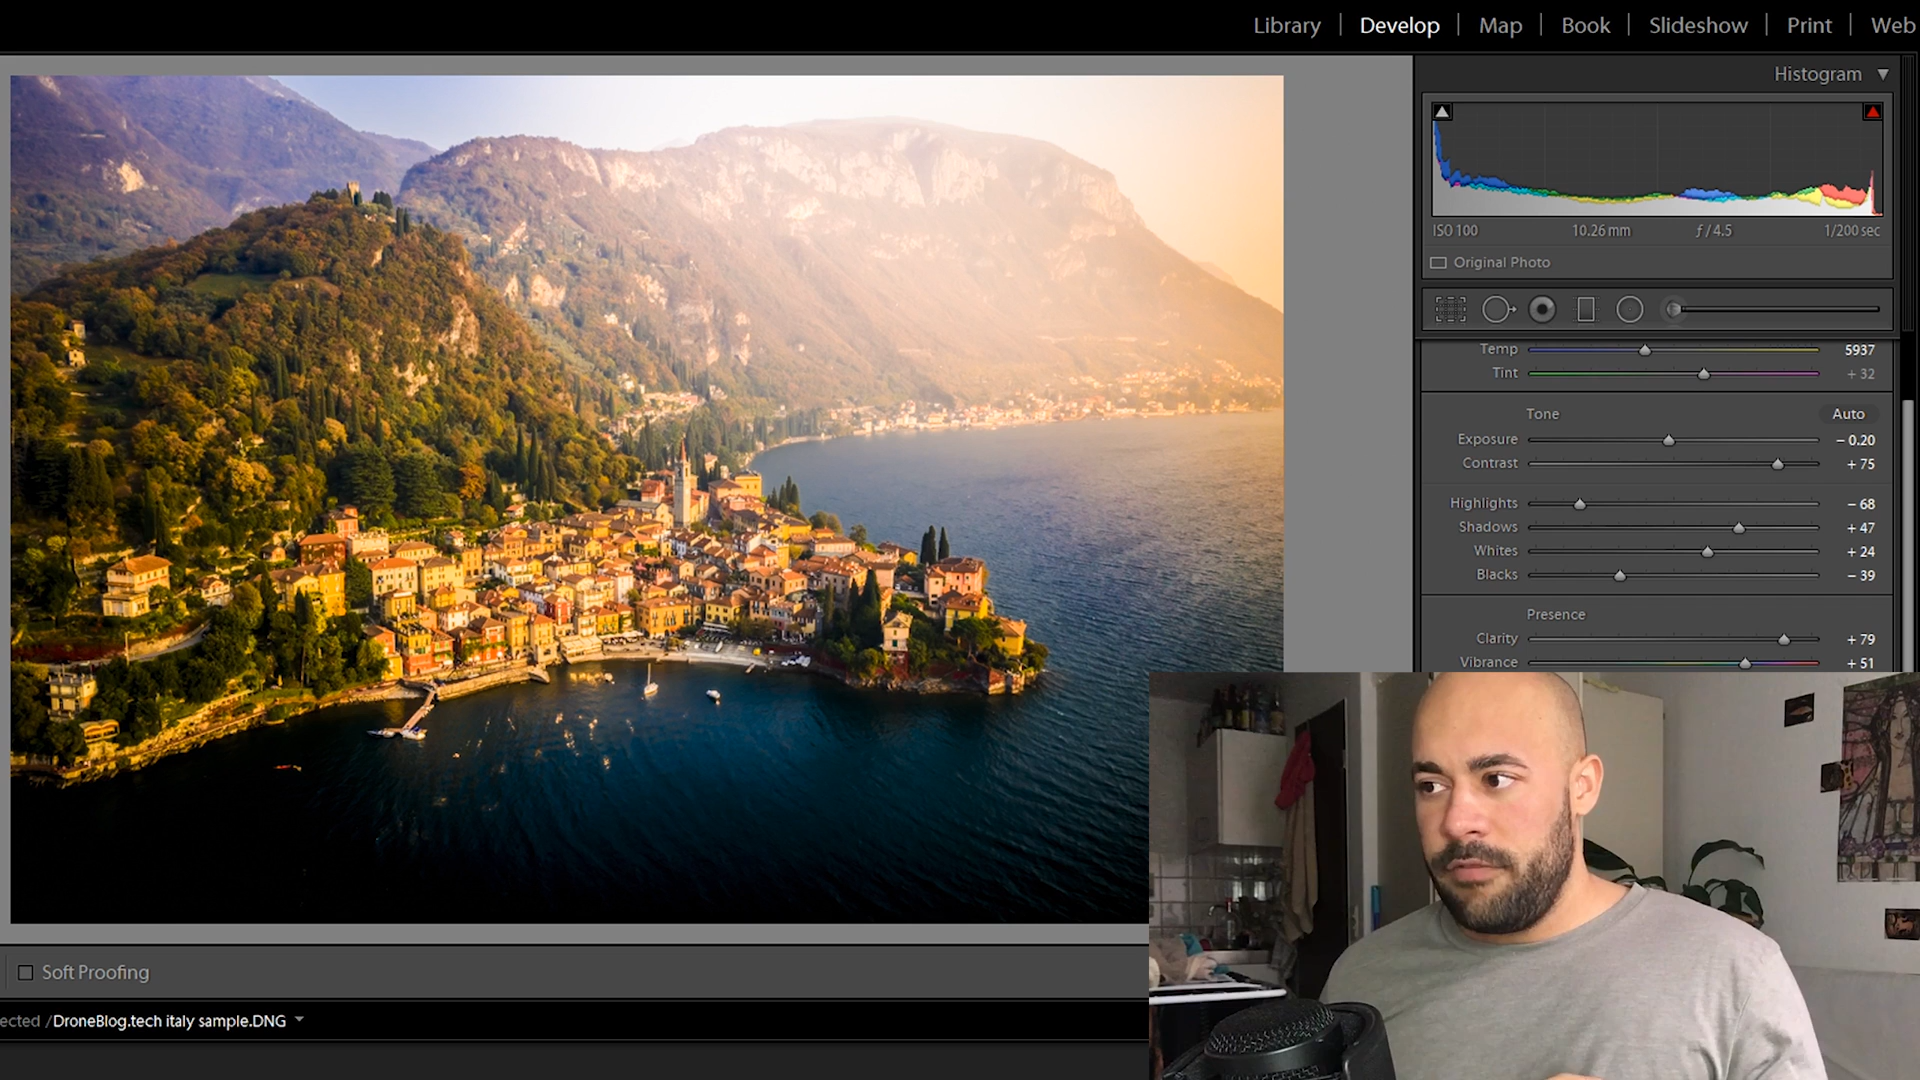 Library | Develop | Map | Book | Slideshow | Print | Web
Histogram
ISO 100 10.26 mm ƒ / 4.5 1/200 sec
Original Photo
Temp 5937
Tint + 32
Tone Auto
Exposure – 0.20
Contrast + 75
Highlights – 68
Shadows + 47
Whites + 24
Blacks – 39
Presence
Clarity + 79
Vibrance + 51
Soft Proofing
ected / DroneBlog.tech italy sample.DNG